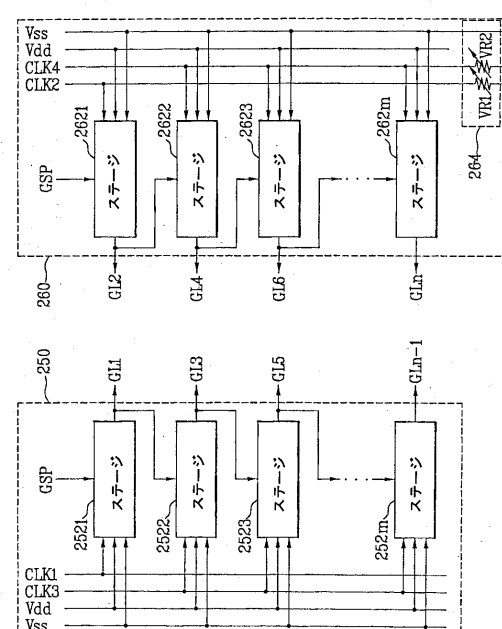 Vss
Vdd
CLK4
CLK2
VR1
VR2
264
2621
2622
2623
262m
GSP
ステージ
ステージ
ステージ
ステージ
260
GL2
GL4
GL6
GLn
250
GL1
GL3
GL5
GLn-1
GSP
ステージ
ステージ
ステージ
ステージ
2521
2522
2523
252m
CLK1
CLK3
Vdd
Vss